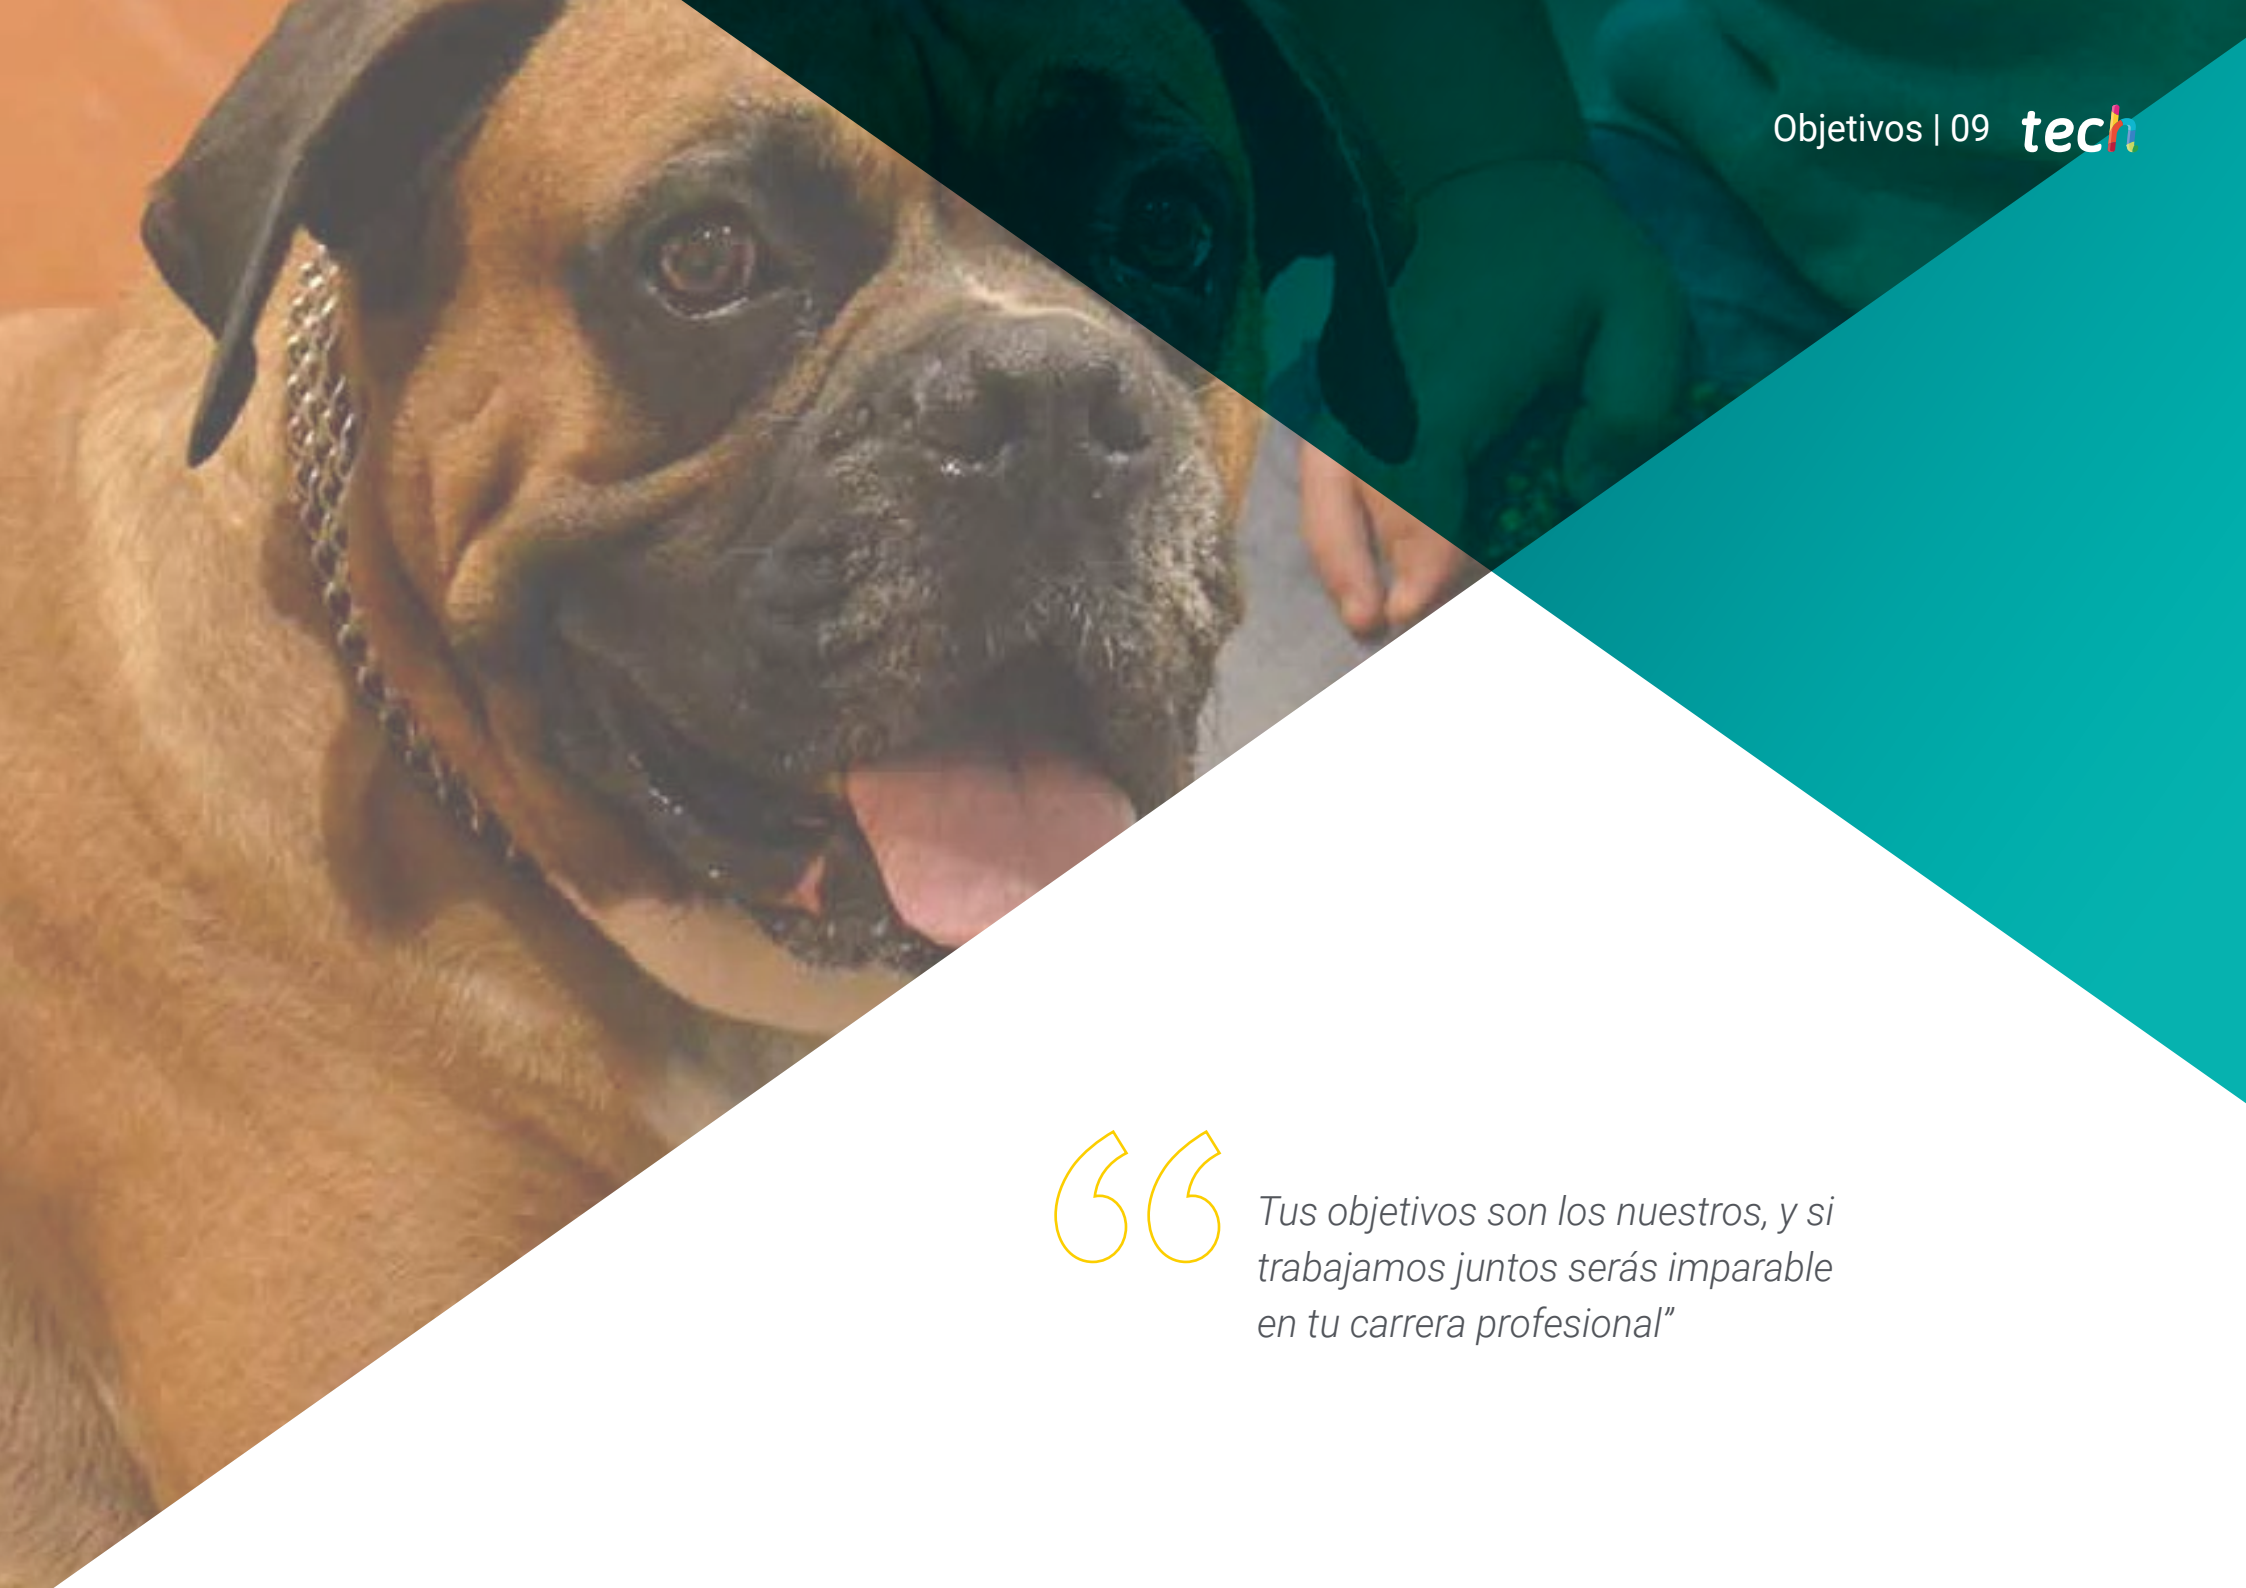 Objetivos | 09 tech
Tus objetivos son los nuestros, y si
trabajamos juntos serás imparable
en tu carrera profesional”